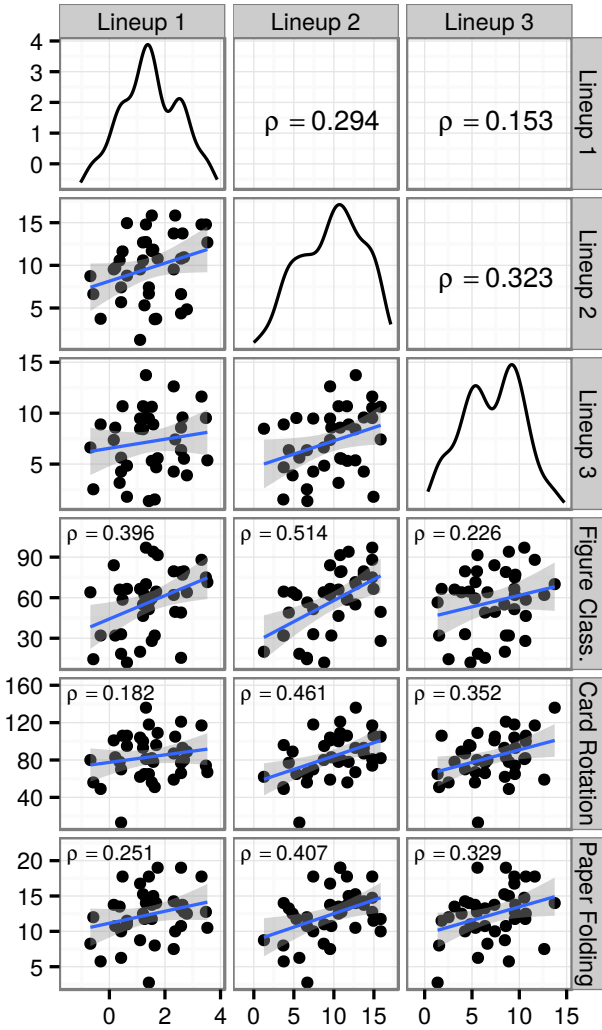 Lineup 1 Lineup 2 Lineup 3
4
3
2
1
0
ρ = 0.294 ρ = 0.153
Lineup 1
15
10
5
ρ = 0.323
Lineup 2
15
10
5
Lineup 3
90
60
30
ρ = 0.396 ρ = 0.514 ρ = 0.226
Figure Class.
160
120
80
40
ρ = 0.182 ρ = 0.461 ρ = 0.352
Card Rotation
20
15
10
5
ρ = 0.251 ρ = 0.407 ρ = 0.329
Paper Folding
0 2 4 0 5 10 15 0 5 10 15